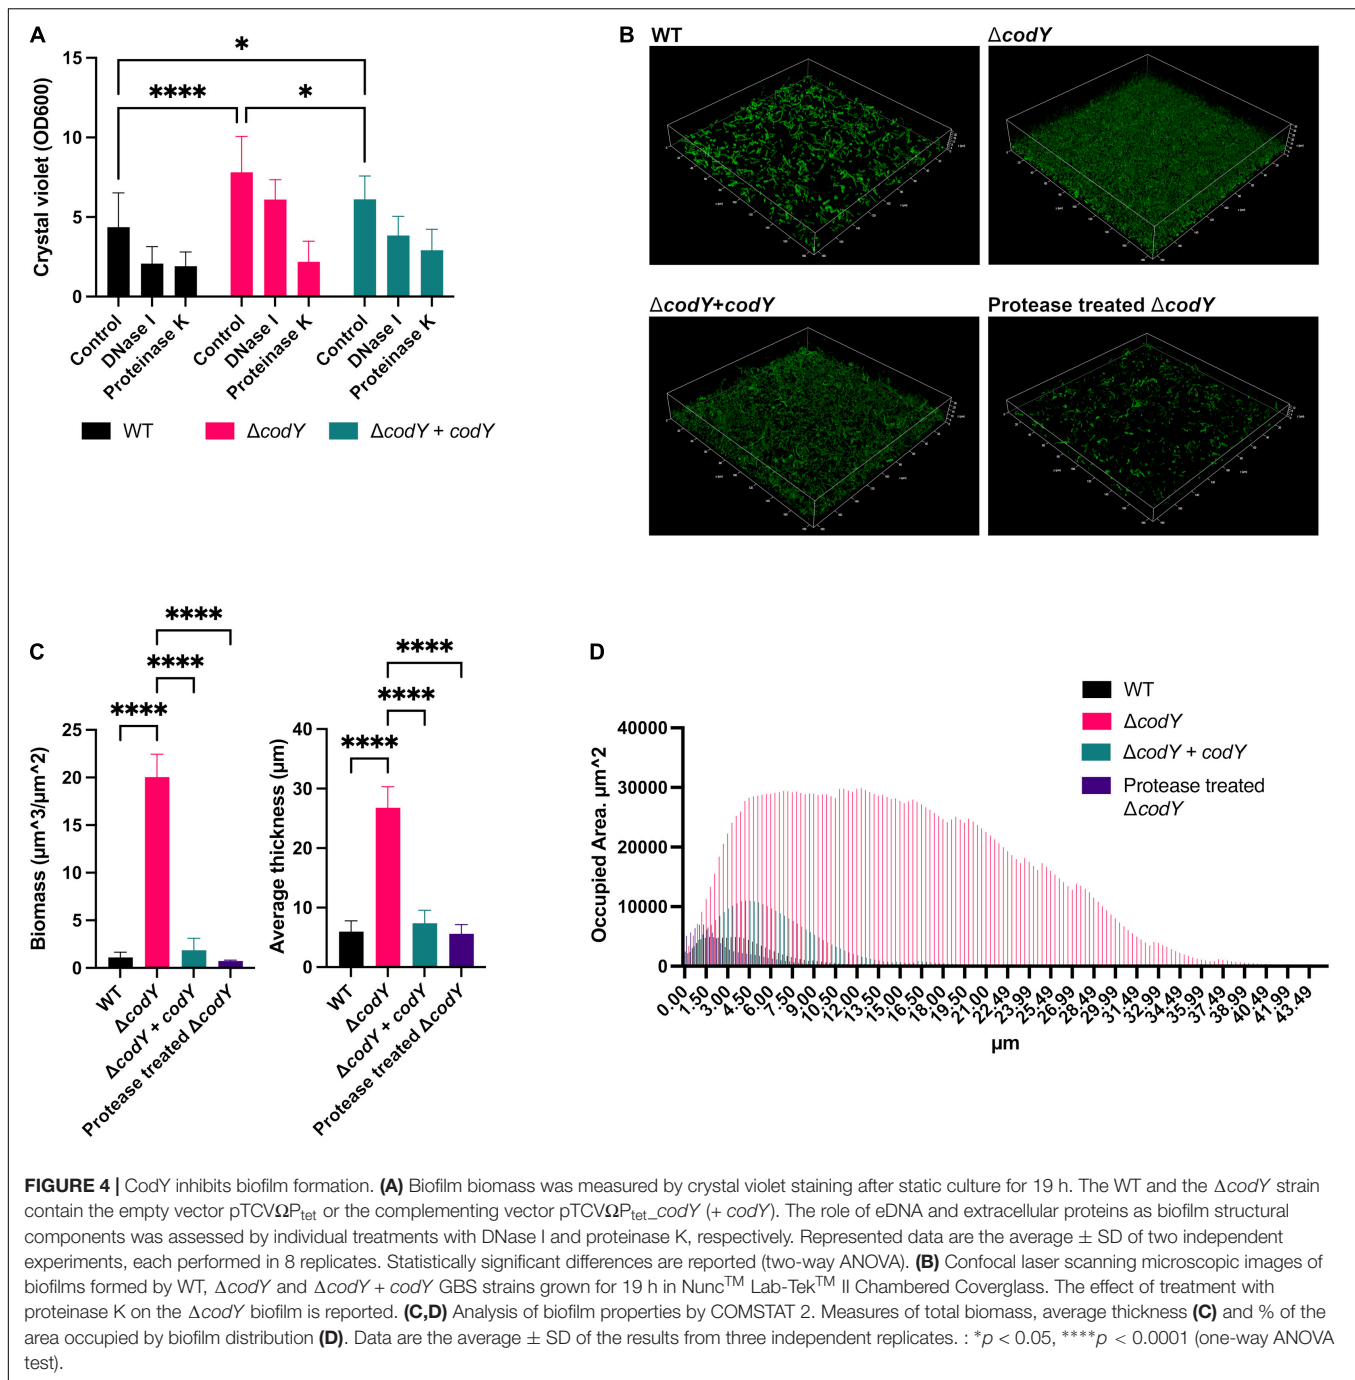 A
Crystal violet (OD600)
15
10
5
0
*
**** *
Control
DNase I
Proteinase K
Control
DNase I
Proteinase K
Control
DNase I
Proteinase K
WT ΔcodY ΔcodY + codY
B
WT
ΔcodY
ΔcodY+codY
Protease treated ΔcodY
C
****
****
****
Biomass (µm^3/µm^2)
25
20
15
10
5
0
WT
ΔcodY
ΔcodY + codY
Protease treated ΔcodY
****
****
****
Average thickness (µm)
40
30
20
10
0
WT
ΔcodY
ΔcodY + codY
Protease treated ΔcodY
D
WT
ΔcodY
ΔcodY + codY
Protease treated
ΔcodY
Occupied Area. µm^2
40000
30000
20000
10000
0
0.00
1.50
3.00
4.50
6.00
7.50
9.00
10.50
12.00
13.50
15.00
16.50
18.00
19.50
21.00
22.49
23.99
25.49
26.99
28.49
29.99
31.49
32.99
34.49
35.99
37.49
38.99
40.49
41.99
43.49
µm
FIGURE 4 | CodY inhibits biofilm formation. (A) Biofilm biomass was measured by crystal violet staining after static culture for 19 h. The WT and the ΔcodY strain
contain the empty vector pTCVΩPtet or the complementing vector pTCVΩPtet_codY (+ codY). The role of eDNA and extracellular proteins as biofilm structural
components was assessed by individual treatments with DNase I and proteinase K, respectively. Represented data are the average ± SD of two independent
experiments, each performed in 8 replicates. Statistically significant differences are reported (two-way ANOVA). (B) Confocal laser scanning microscopic images of
biofilms formed by WT, ΔcodY and ΔcodY + codY GBS strains grown for 19 h in Nunc™ Lab-Tek™ II Chambered Coverglass. The effect of treatment with
proteinase K on the ΔcodY biofilm is reported. (C,D) Analysis of biofilm properties by COMSTAT 2. Measures of total biomass, average thickness (C) and % of the
area occupied by biofilm distribution (D). Data are the average ± SD of the results from three independent replicates. : *p < 0.05, ****p < 0.0001 (one-way ANOVA
test).